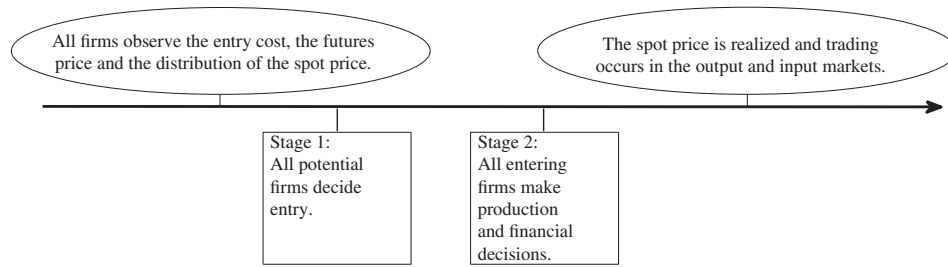 All firms observe the entry cost, the futures
price and the distribution of the spot price.
The spot price is realized and trading
occurs in the output and input markets.
Stage 1:
All potential
firms decide
entry.
Stage 2:
All entering
firms make
production
and financial
decisions.